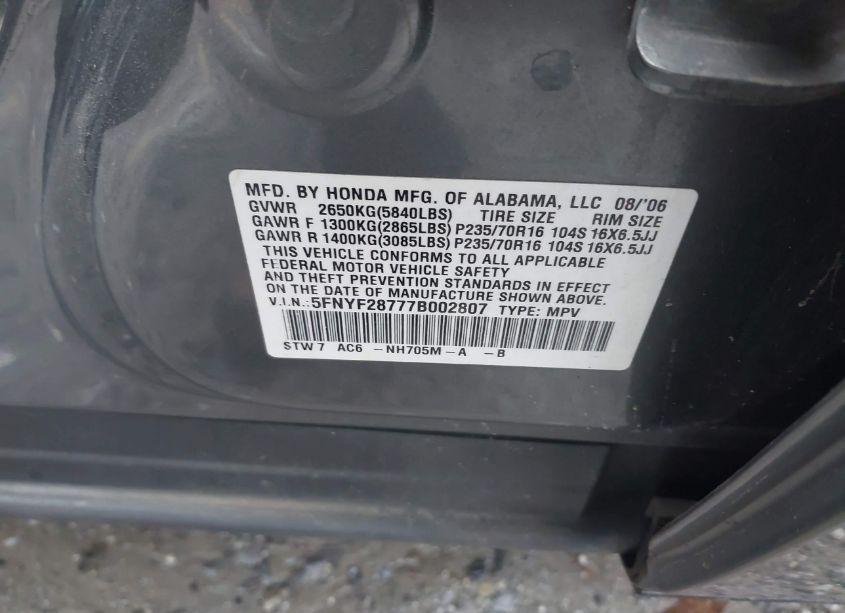 MFD. BY HONDA MFG. OF ALABAMA, LLC 08/'06
GVWR 2650KG(5840LBS) TIRE SIZE RIM SIZE
GAWR F 1300KG(2865LBS) P235/70R16 104S 16X6.5JJ
GAWR R 1400KG(3085LBS) P235/70R16 104S 16X6.5JJ
THIS VEHICLE CONFORMS TO ALL APPLICABLE
FEDERAL MOTOR VEHICLE SAFETY
AND THEFT PREVENTION STANDARDS IN EFFECT
ON THE DATE OF MANUFACTURE SHOWN ABOVE.
V.I.N.: 5FNYF28777B002807 TYPE: MPV
STW7 AC6 -NH705M-A -B